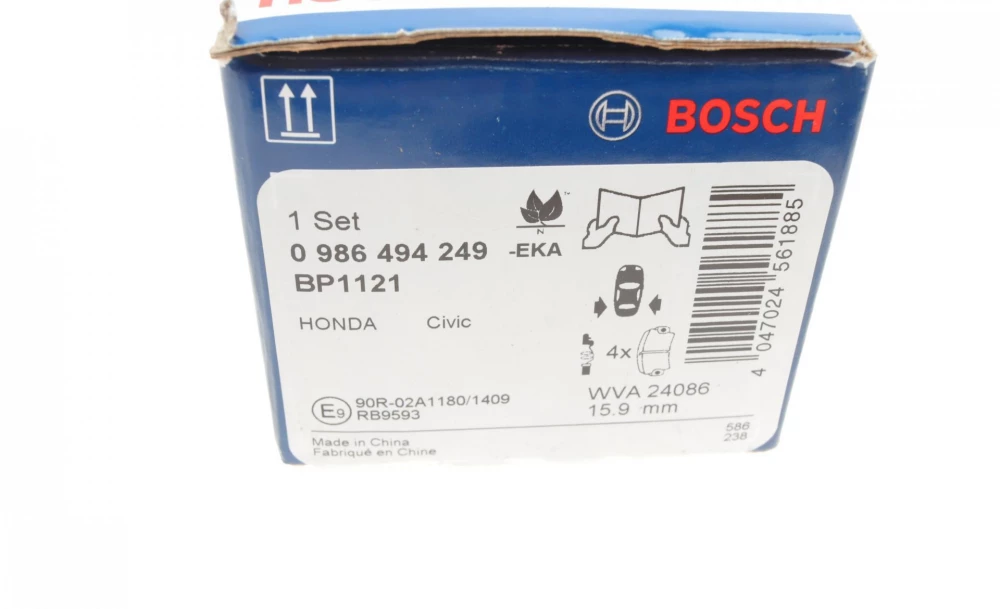 BOSCH
1 Set
0 986 494 249 -EKA
BP1121
HONDA Civic
N
4x
WVA 24086
15.9 mm
E9 90R-02A1180/1409
RB9593
Made in China
Fabriqué en Chine
586
238
4 047024 561885